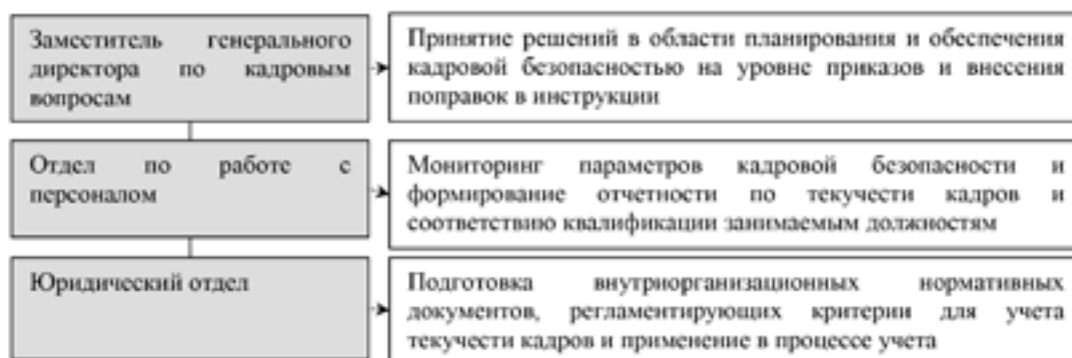 Заместитель генерального
директора по кадровым
вопросам
Принятие решений в области планирования и обеспечения
кадровой безопасностью на уровне приказов и внесения
поправок в инструкции
Отдел по работе с
персоналом
Мониторинг параметров кадровой безопасности и
формирование отчетности по текучести кадров и
соответствию квалификации занимаемым должностям
Юридический отдел
Подготовка внутриорганизационных нормативных
документов, регламентирующих критерии для учета
текучести кадров и применение в процессе учета